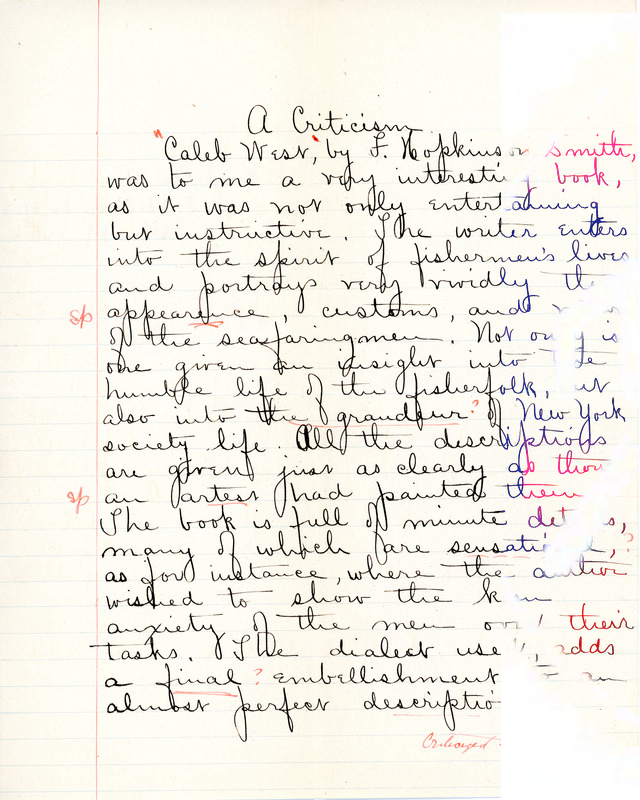 A Criticism
"Caleb West", by F. Hopkinson Smith,
was to me a very interesting book,
as it was not only entertaining
but instructive. The writer enters
into the spirit of fishermen's lives
and portrays very vividly the
sp appearence, customs, and
of the seafaringmen. Not only is
one given an insight into the
humble life of the fisherfolk, but
also into the grandeur? of New York
society life. All the descriptions
are given just as clearly as though
sp an artest had painted them
The book is full of minute details,
many of which are sensational,?
as for instance, where the author
wished to show the keen
anxiety of the men over their
tasks. The dialect used, adds
a final? embellishment to an
almost perfect descriptio
Criticized